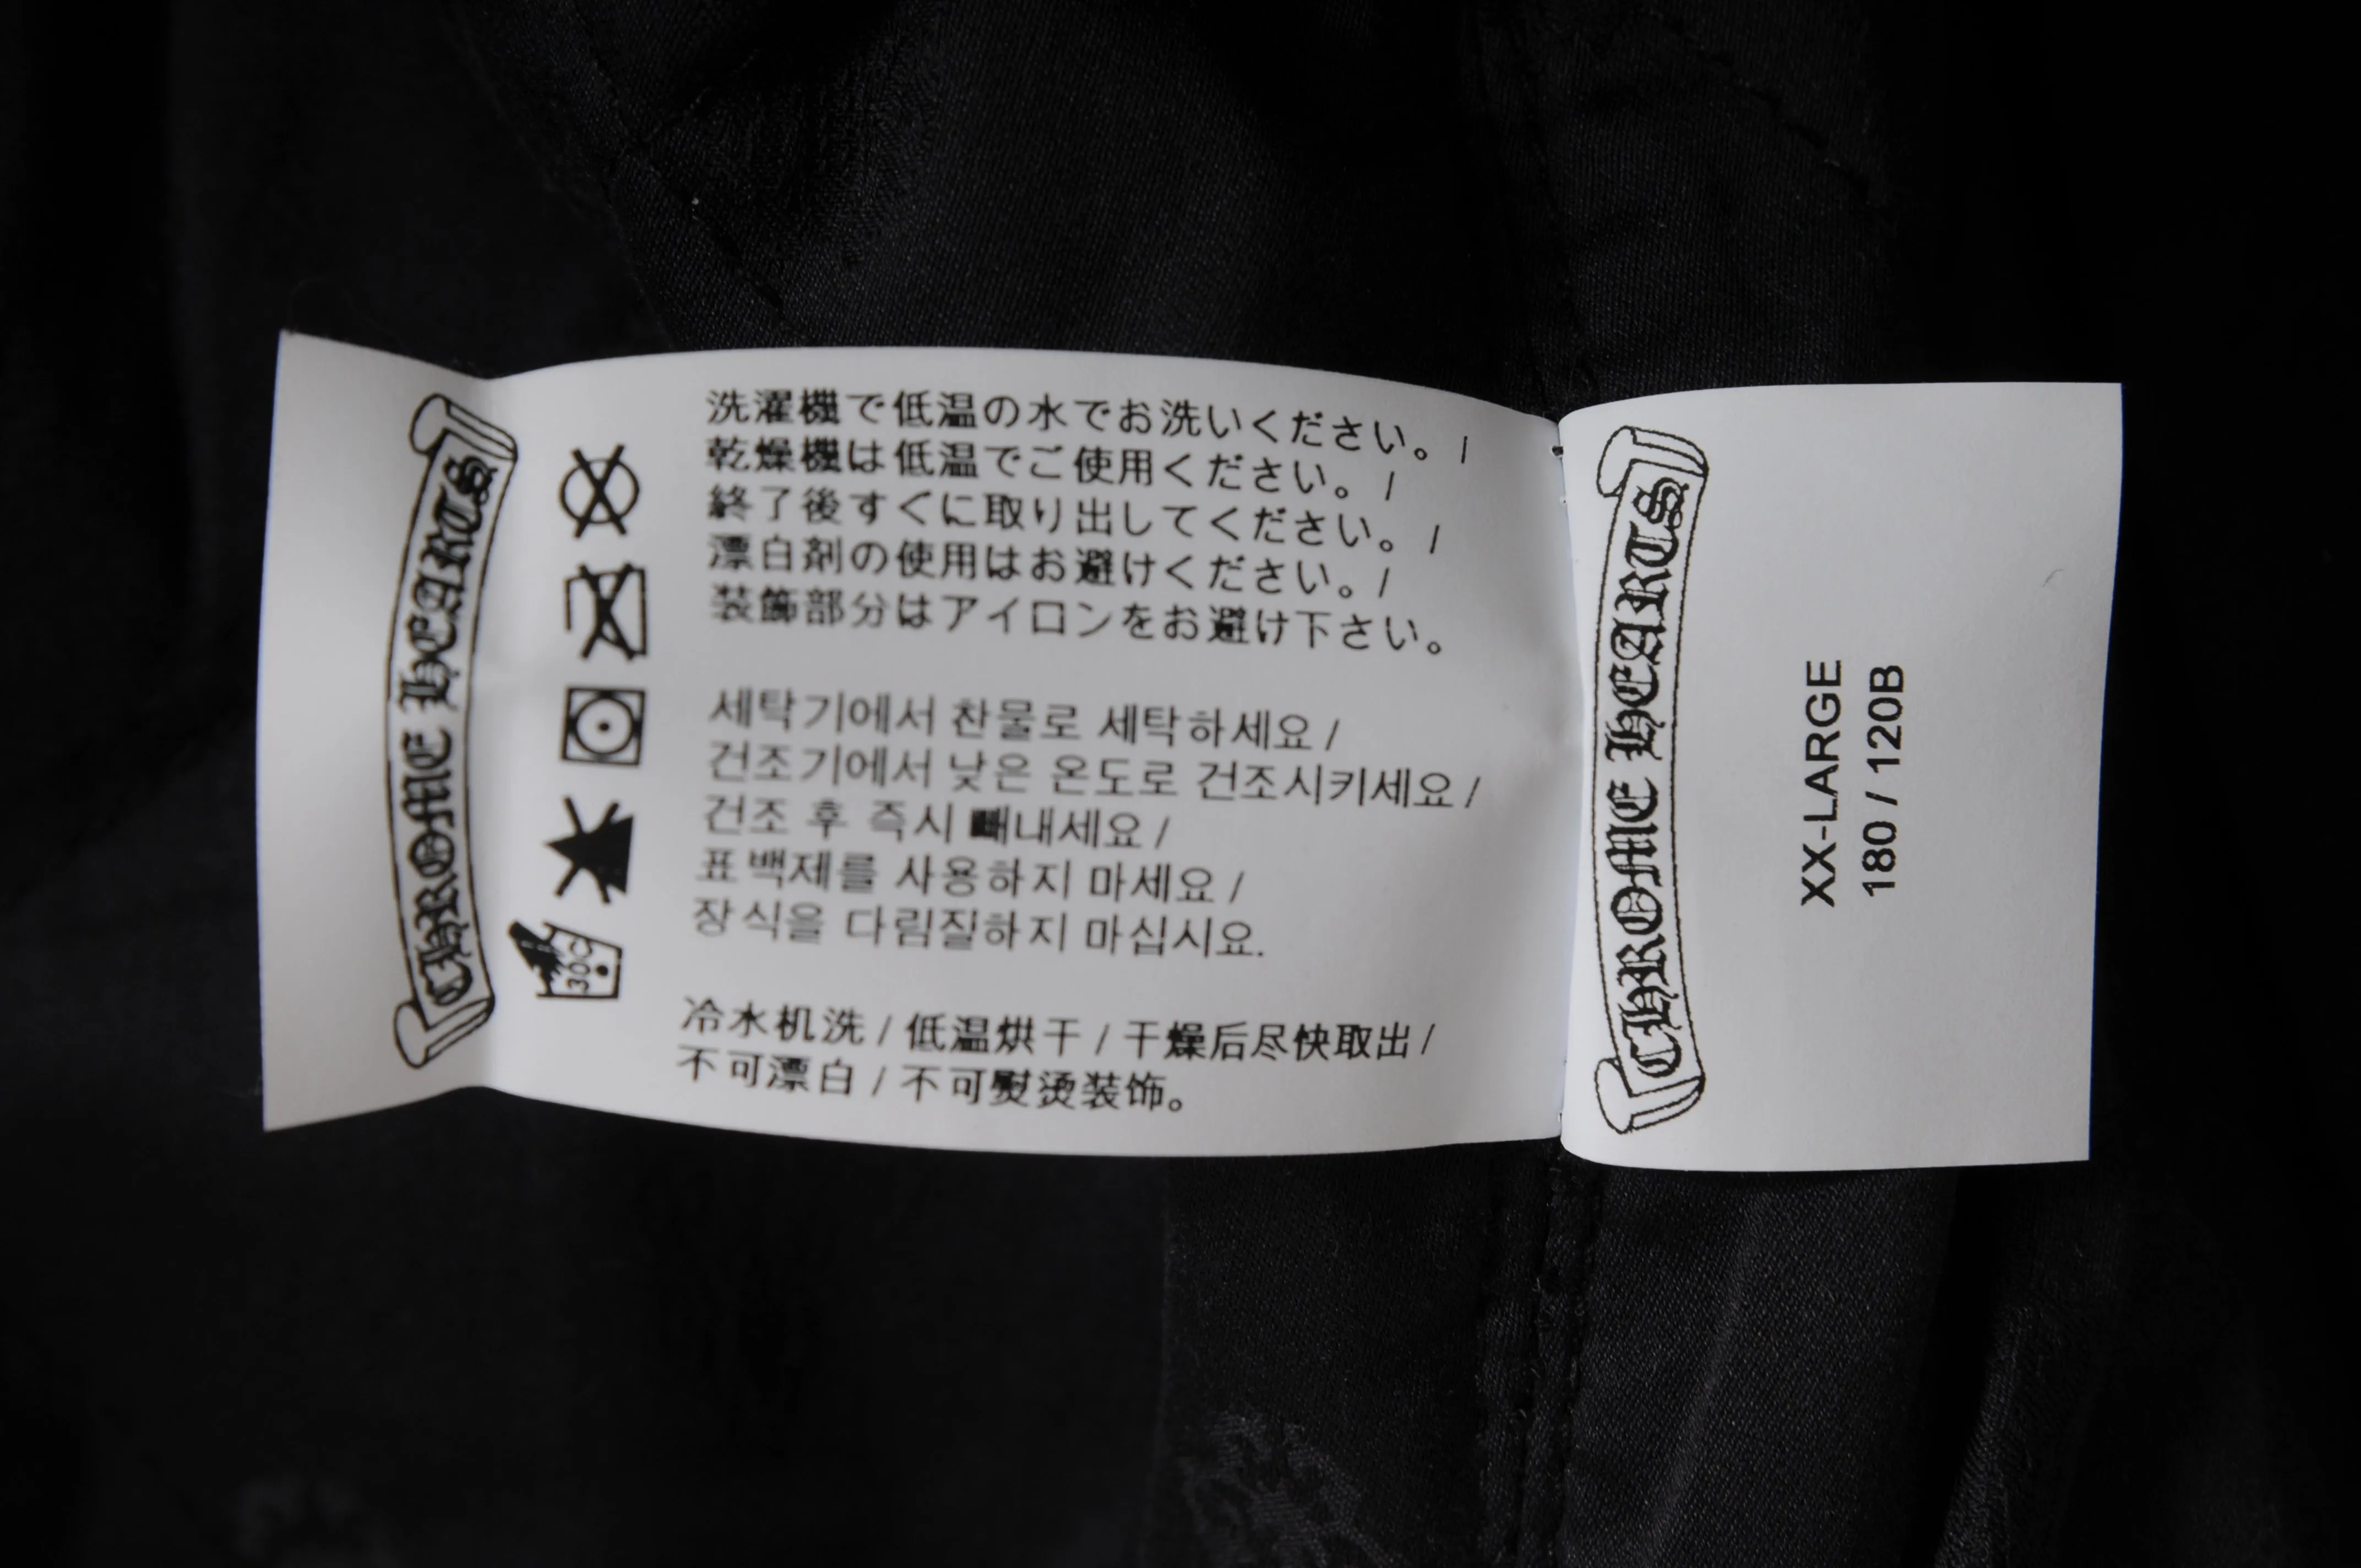 CHROME HEARTS
洗濯機で低温の水でお洗いください。/
乾燥機は低温でご使用ください。/
終了後すぐに取り出してください。/
漂白剤の使用はお避けください。/
装飾部分はアイロンをお避け下さい。
세탁기에서 찬물로 세탁하세요 /
건조기에서 낮은 온도로 건조시키세요 /
건조 후 즉시 빼내세요 /
표백제를 사용하지 마세요 /
장식을 다림질하지 마십시요.
冷水机洗 / 低温烘干 / 干燥后尽快取出 /
不可漂白 / 不可熨烫装饰。
30C
CHROME HEARTS
XX-LARGE
180 / 120B